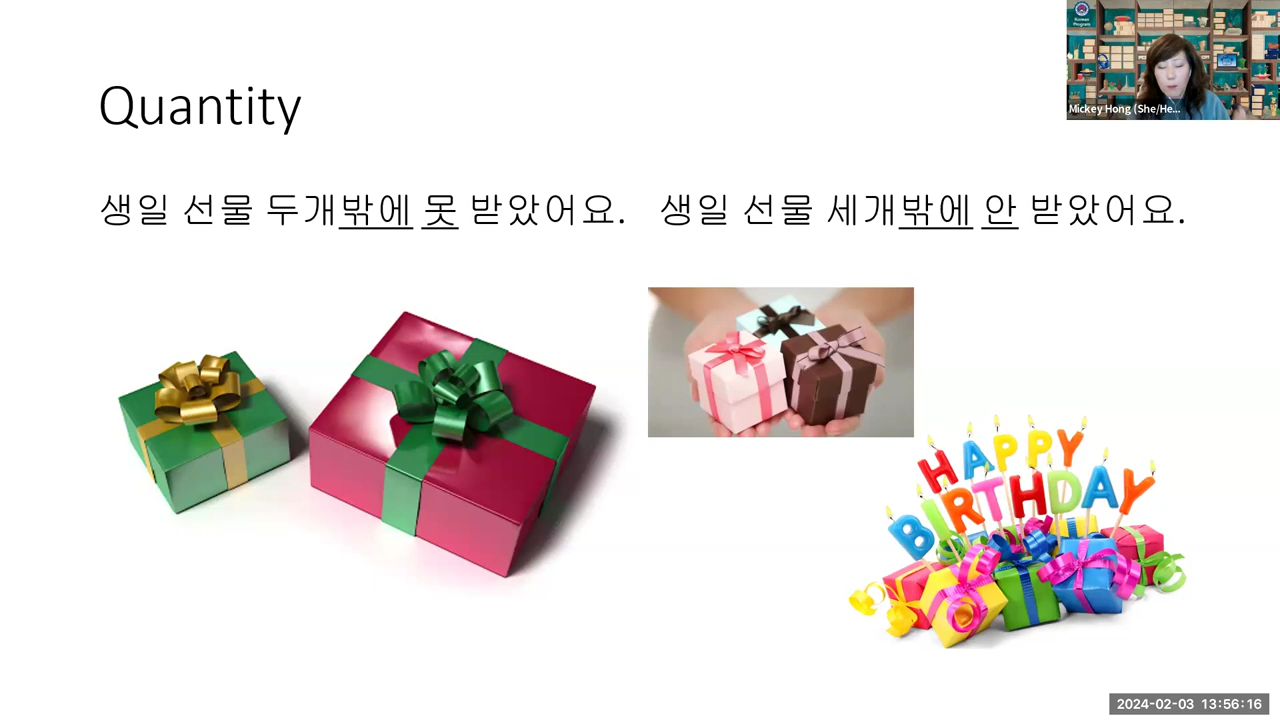 Korean
Program
Mickey Hong (She/He...
Quantity
생일 선물 두개밖에 못 받았어요. 생일 선물 세개밖에 안 받았어요.
HAPPY
BIRTHDAY
2024-02-03 13:56:16